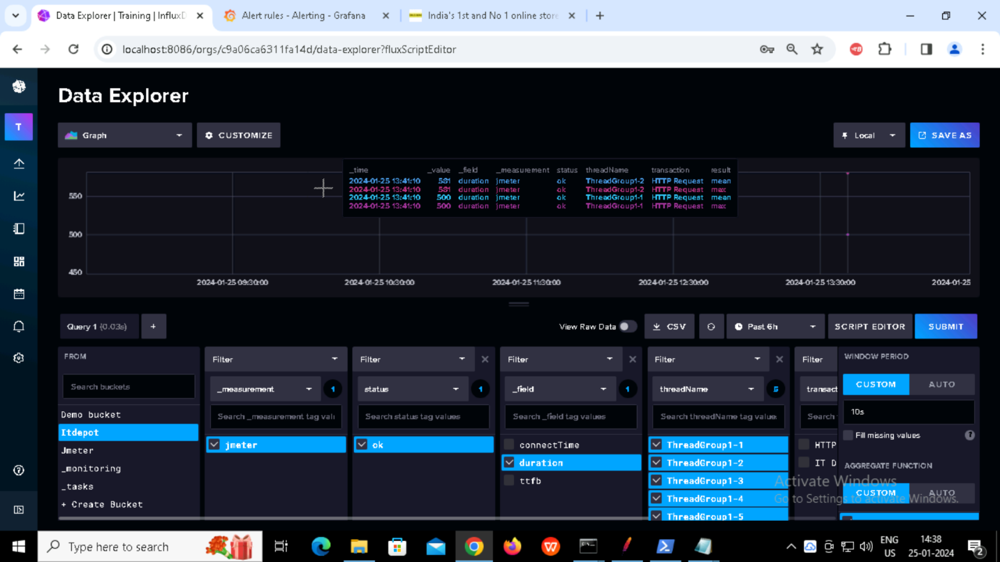 Data Explorer | Training | InfluxD
Alert rules - Alerting - Grafana
India's 1st and No 1 online store
localhost:8086/orgs/c9a06ca6311fa14d/data-explorer?fluxScriptEditor
T
Data Explorer
Graph
CUSTOMIZE
Local
SAVE AS
_time _value _field _measurement status threadName transaction result
2024-01-25 13:41:10 581 duration jmeter ok ThreadGroup1-2 HTTP Request mean
2024-01-25 13:41:10 581 duration jmeter ok ThreadGroup1-2 HTTP Request max
2024-01-25 13:41:10 500 duration jmeter ok ThreadGroup1-1 HTTP Request mean
2024-01-25 13:41:10 500 duration jmeter ok ThreadGroup1-1 HTTP Request max
550
500
450
2024-01-25 09:30:00 2024-01-25 10:30:00 2024-01-25 11:30:00 2024-01-25 12:30:00 2024-01-25 13:30:00 2024-01-25
Query 1 (0.03s)
+
View Raw Data
CSV
Past 6h
SCRIPT EDITOR
SUBMIT
FROM
Search buckets
Demo bucket
Itdepot
Jmeter
_monitoring
_tasks
+ Create Bucket
Filter
_measurement
1
Search _measurement tag valu
jmeter
Filter
status
1
Search status tag values
ok
Filter
_field
1
Search _field tag values
connectTime
duration
ttfb
Filter
threadName
5
Search threadName tag values
ThreadGroup1-1
ThreadGroup1-2
ThreadGroup1-3
ThreadGroup1-4
ThreadGroup1-5
Filter
transact
Searc
HTTP
IT D
WINDOW PERIOD
CUSTOM
AUTO
10s
Fill missing values
?
AGGREGATE FUNCTION
CUSTOM
AUTO
Activate Windows
Go to Settings to activate Windows.
Type here to search
ENG
US
14:38
25-01-2024
2